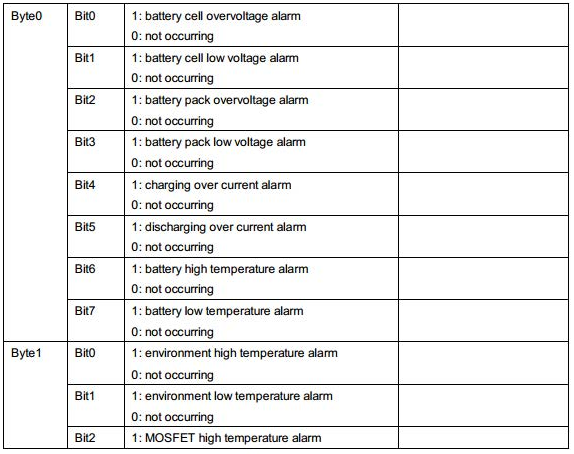 Byte0 Bit0 1: battery cell overvoltage alarm
0: not occurring
Bit1 1: battery cell low voltage alarm
0: not occurring
Bit2 1: battery pack overvoltage alarm
0: not occurring
Bit3 1: battery pack low voltage alarm
0: not occurring
Bit4 1: charging over current alarm
0: not occurring
Bit5 1: discharging over current alarm
0: not occurring
Bit6 1: battery high temperature alarm
0: not occurring
Bit7 1: battery low temperature alarm
0: not occurring
Byte1 Bit0 1: environment high temperature alarm
0: not occurring
Bit1 1: environment low temperature alarm
0: not occurring
Bit2 1: MOSFET high temperature alarm